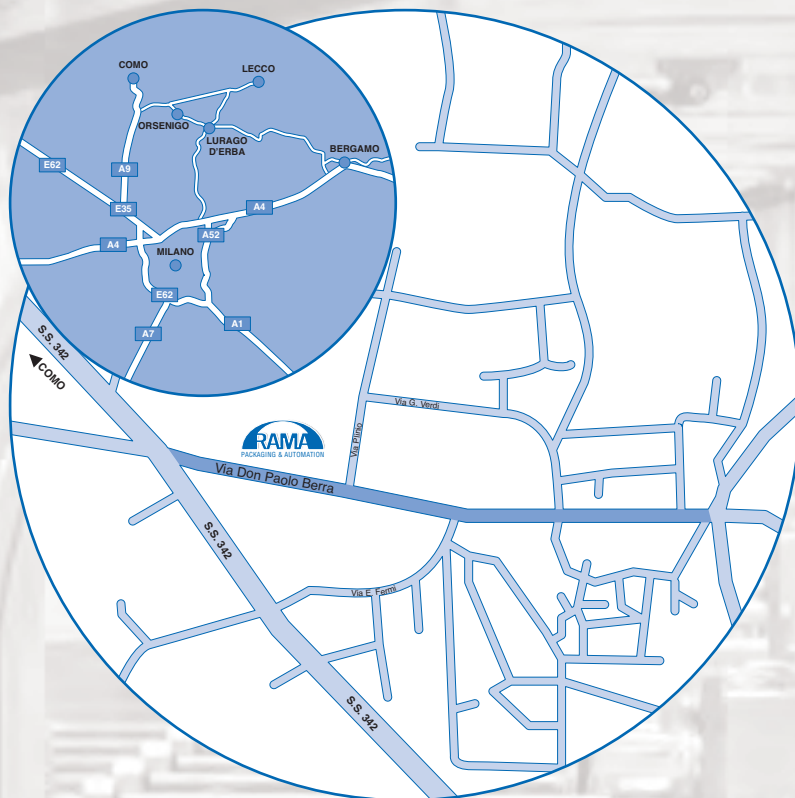 COMO
LECCO
ORSENIGO
LURAGO
D'ERBA
BERGAMO
E62
A9
E35
A4
A4
A52
MILANO
E62
A7
A1
S.S. 342
COMO
RAMA
PACKAGING & AUTOMATION
Via G. Verdi
Via Plinio
Via Don Paolo Berra
S.S. 342
Via E. Fermi
S.S. 342